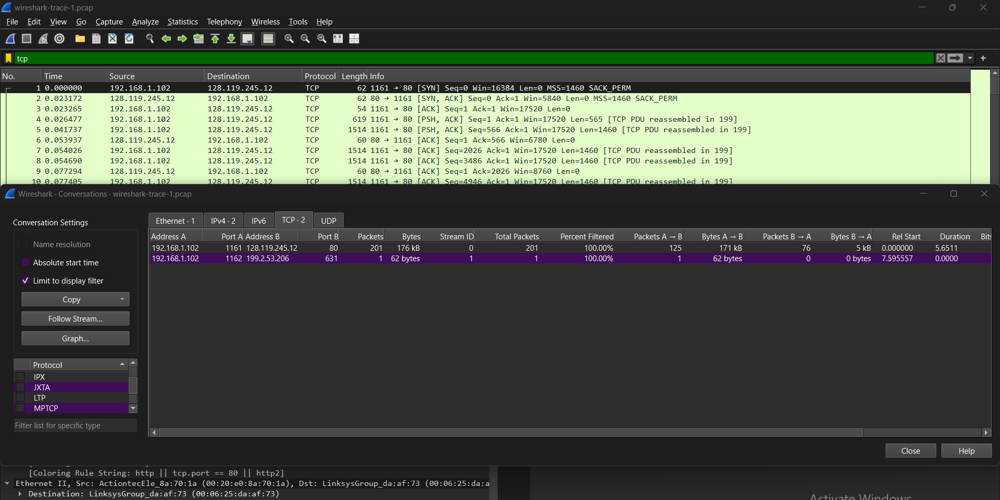 wireshark-trace-1.pcap
File Edit View Go Capture Analyze Statistics Telephony Wireless Tools Help
tcp
No. Time Source Destination Protocol Length Info
1 0.000000 192.168.1.102 128.119.245.12 TCP 62 1161 → 80 [SYN] Seq=0 Win=16384 Len=0 MSS=1460 SACK_PERM
2 0.023172 128.119.245.12 192.168.1.102 TCP 62 80 → 1161 [SYN, ACK] Seq=0 Ack=1 Win=5840 Len=0 MSS=1460 SACK_PERM
3 0.023265 192.168.1.102 128.119.245.12 TCP 54 1161 → 80 [ACK] Seq=1 Ack=1 Win=17520 Len=0
4 0.026477 192.168.1.102 128.119.245.12 TCP 619 1161 → 80 [PSH, ACK] Seq=1 Ack=1 Win=17520 Len=565 [TCP PDU reassembled in 199]
5 0.041737 192.168.1.102 128.119.245.12 TCP 1514 1161 → 80 [PSH, ACK] Seq=566 Ack=1 Win=17520 Len=1460 [TCP PDU reassembled in 199]
6 0.053937 128.119.245.12 192.168.1.102 TCP 60 80 → 1161 [ACK] Seq=1 Ack=566 Win=6780 Len=0
7 0.054026 192.168.1.102 128.119.245.12 TCP 1514 1161 → 80 [ACK] Seq=2026 Ack=1 Win=17520 Len=1460 [TCP PDU reassembled in 199]
8 0.054690 192.168.1.102 128.119.245.12 TCP 1514 1161 → 80 [ACK] Seq=3486 Ack=1 Win=17520 Len=1460 [TCP PDU reassembled in 199]
9 0.077294 128.119.245.12 192.168.1.102 TCP 60 80 → 1161 [ACK] Seq=1 Ack=2026 Win=8760 Len=0
10 0.077405 192.168.1.102 128.119.245.12 TCP 1514 1161 → 80 [ACK] Seq=4946 Ack=1 Win=17520 Len=1460 [TCP PDU reassembled in 199]
Wireshark · Conversations · wireshark-trace-1.pcap
Conversation Settings
Name resolution
Absolute start time
Limit to display filter
Copy
Follow Stream...
Graph...
Protocol
IPX
JXTA
LTP
MPTCP
Filter list for specific type
Ethernet · 1 IPv4 · 2 IPv6 TCP · 2 UDP
Address A Port A Address B Port B Packets Bytes Stream ID Total Packets Percent Filtered Packets A → B Bytes A → B Packets B → A Bytes B → A Rel Start Duration Bits
192.168.1.102 1161 128.119.245.12 80 201 176 kB 0 201 100.00% 125 171 kB 76 5 kB 0.000000 5.6511
192.168.1.102 1162 199.2.53.206 631 1 62 bytes 1 1 100.00% 1 62 bytes 0 0 bytes 7.595557 0.0000
Close Help
[Coloring Rule String: http || tcp.port == 80 || http2]
Ethernet II, Src: ActiontecEle_8a:70:1a (00:20:e0:8a:70:1a), Dst: LinksysGroup_da:af:73 (00:06:25:da:a
Destination: LinksysGroup_da:af:73 (00:06:25:da:af:73)
Activate Windows